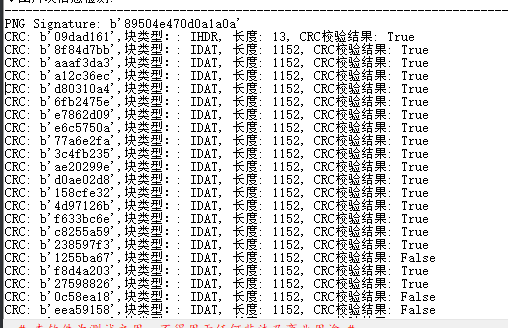 PNG Signature: b'89504e470d0a1a0a'
CRC: b'09dad161',块类型: : IHDR, 长度: 13, CRC校验结果: True
CRC: b'8f84d7bb',块类型: : IDAT, 长度: 1152, CRC校验结果: True
CRC: b'aaaf3da3',块类型: : IDAT, 长度: 1152, CRC校验结果: True
CRC: b'a12c36ec',块类型: : IDAT, 长度: 1152, CRC校验结果: True
CRC: b'd80310a4',块类型: : IDAT, 长度: 1152, CRC校验结果: True
CRC: b'6fb2475e',块类型: : IDAT, 长度: 1152, CRC校验结果: True
CRC: b'e7862d09',块类型: : IDAT, 长度: 1152, CRC校验结果: True
CRC: b'e6c5750a',块类型: : IDAT, 长度: 1152, CRC校验结果: True
CRC: b'77a6e2fa',块类型: : IDAT, 长度: 1152, CRC校验结果: True
CRC: b'3c4fb235',块类型: : IDAT, 长度: 1152, CRC校验结果: True
CRC: b'ae20299e',块类型: : IDAT, 长度: 1152, CRC校验结果: True
CRC: b'd0ae02d8',块类型: : IDAT, 长度: 1152, CRC校验结果: True
CRC: b'158cfe32',块类型: : IDAT, 长度: 1152, CRC校验结果: True
CRC: b'4d97126b',块类型: : IDAT, 长度: 1152, CRC校验结果: True
CRC: b'f633bc6e',块类型: : IDAT, 长度: 1152, CRC校验结果: True
CRC: b'c8255a59',块类型: : IDAT, 长度: 1152, CRC校验结果: True
CRC: b'238597f3',块类型: : IDAT, 长度: 1152, CRC校验结果: True
CRC: b'1255ba67',块类型: : IDAT, 长度: 1152, CRC校验结果: False
CRC: b'f8d4a203',块类型: : IDAT, 长度: 1152, CRC校验结果: True
CRC: b'27598826',块类型: : IDAT, 长度: 1152, CRC校验结果: True
CRC: b'0c58ea18',块类型: : IDAT, 长度: 1152, CRC校验结果: False
CRC: b'eea59158',块类型: : IDAT, 长度: 1152, CRC校验结果: False